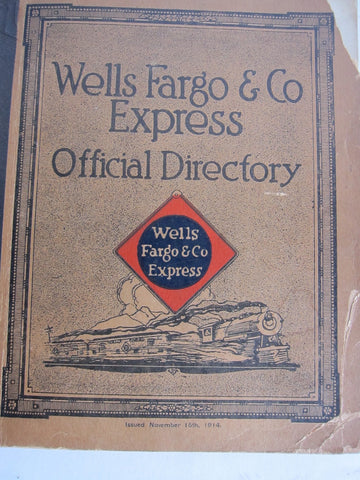 Wells Fargo & Co
Express
Official Directory
Wells
Fargo & Co
Express
Issued November 15th, 1914.